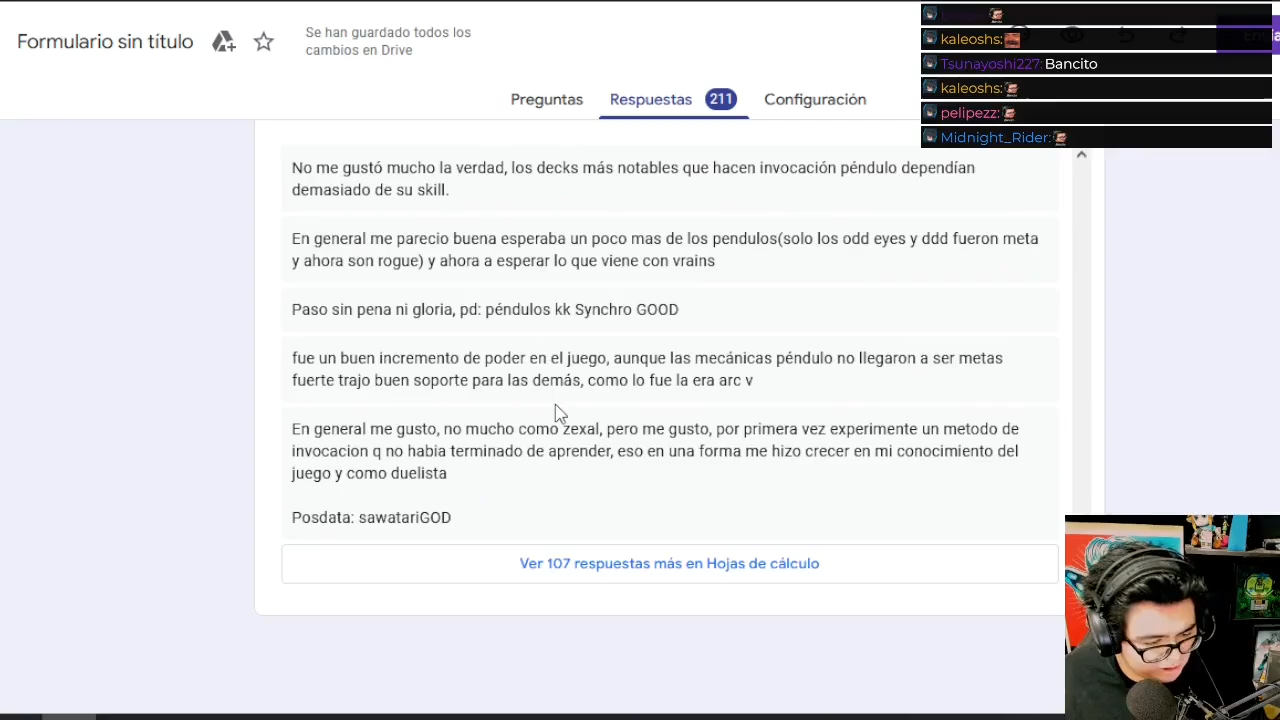 Formulario sin título
Se han guardado todos los
cambios en Drive
kaleoshs:
Tsunayoshi227: Bancito
kaleoshs:
pelipezz:
Midnight_Rider:
Preguntas
Respuestas 211
Configuración
No me gustó mucho la verdad, los decks más notables que hacen invocación péndulo dependían
demasiado de su skill.
En general me parecio buena esperaba un poco mas de los pendulos(solo los odd eyes y ddd fueron meta
y ahora son rogue) y ahora a esperar lo que viene con vrains
Paso sin pena ni gloria, pd: péndulos kk Synchro GOOD
fue un buen incremento de poder en el juego, aunque las mecánicas péndulo no llegaron a ser metas
fuerte trajo buen soporte para las demás, como lo fue la era arc v
En general me gusto, no mucho como zexal, pero me gusto, por primera vez experimente un metodo de
invocacion q no habia terminado de aprender, eso en una forma me hizo crecer en mi conocimiento del
juego y como duelista
Posdata: sawatariGOD
Ver 107 respuestas más en Hojas de cálculo